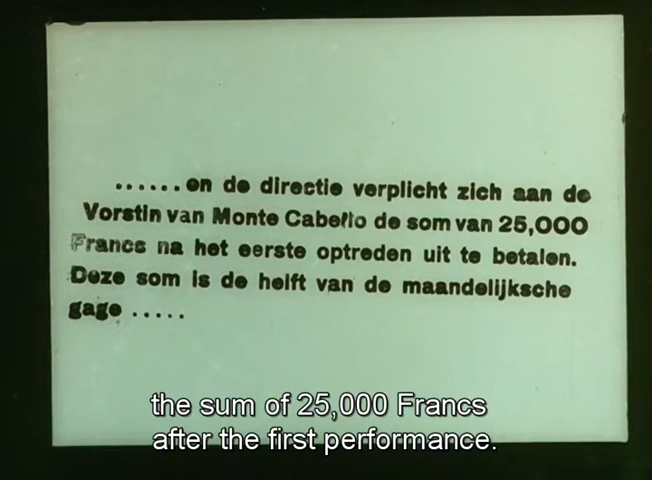 ......en de directie verplicht zich aan de
Vorstin van Monte Cabello de som van 25,000
Francs na het eerste optreden uit te betalen.
Deze som is de helft van de maandelijksche
gage .....
the sum of 25,000 Francs
after the first performance.